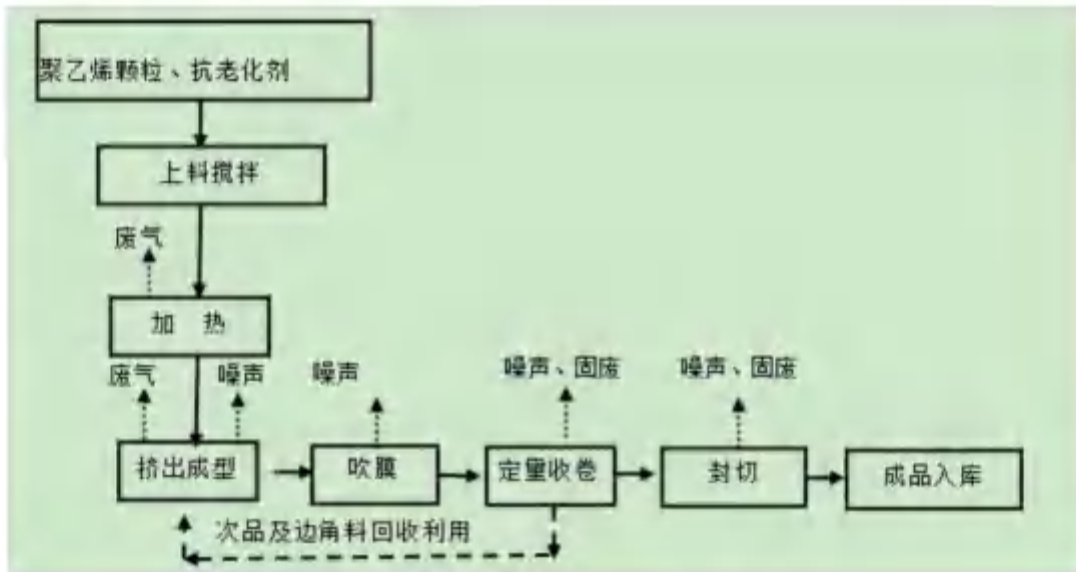 聚乙烯颗粒、抗老化剂
上料搅拌
废气
加 热
废气 噪声 噪声 噪声、固废 噪声、固废
挤出成型 吹膜 定量收卷 封切 成品入库
次品及边角料回收利用